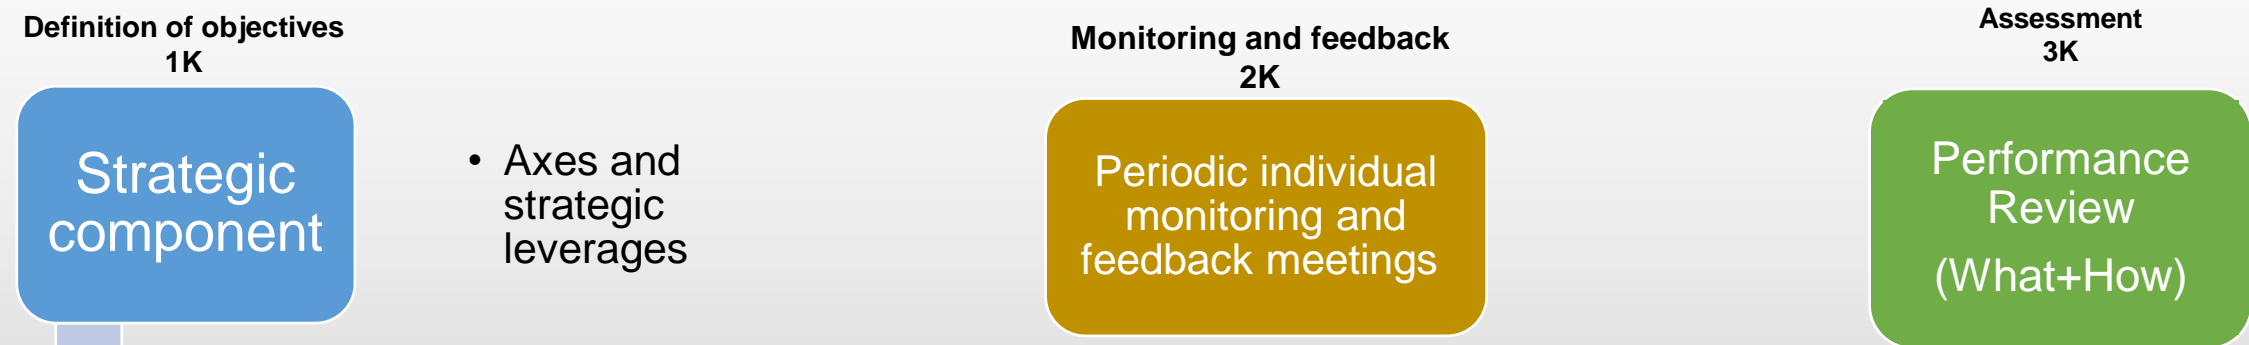 Definition of objectives
1K
Strategic
component
• Axes and
strategic
leverages
Monitoring and feedback
2K
Periodic individual
monitoring and
feedback meetings
Assessment
3K
Performance
Review
(What+How)